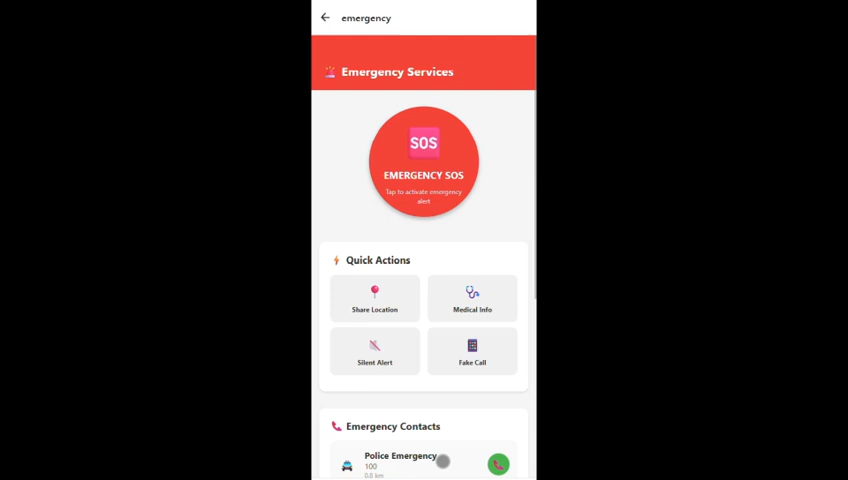 emergency
Emergency Services
SOS
EMERGENCY SOS
Tap to activate emergency
alert
Quick Actions
Share Location
Medical Info
Silent Alert
Fake Call
Emergency Contacts
Police Emergency
100
0.8 km